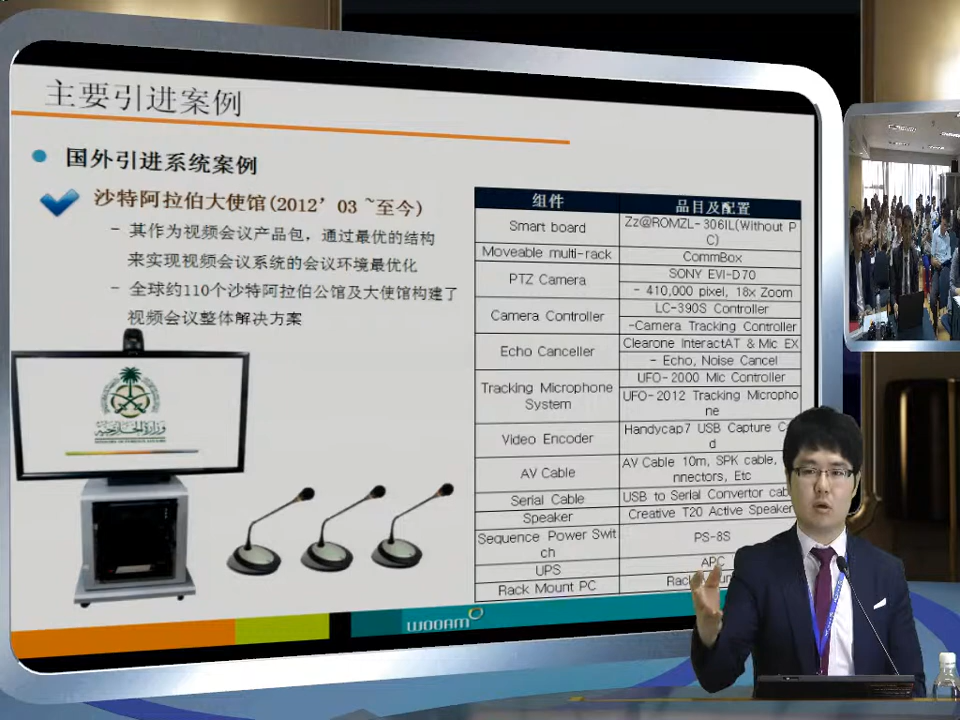 主要引进案例
国外引进系统案例
沙特阿拉伯大使馆(2012' 03 ~至今)
- 其作为视频会议产品包，通过最优的结构
来实现视频会议系统的会议环境最优化
- 全球约110个沙特阿拉伯公馆及大使馆构建了
视频会议整体解决方案
وزارة الخارجية
组件 品目及配置
Smart board Zz@ROMZL-306IL(Without P
C)
Moveable multi-rack CommBox
PTZ Camera SONY EVI-D70
- 410,000 pixel, 18x Zoom
Camera Controller LC-390S Controller
-Camera Tracking Controller
Echo Canceller Clearone InteractAT & Mic EX
- Echo, Noise Cancel
Tracking Microphone
System
UFO-2000 Mic Controller
UFO-2012 Tracking Micropho
ne
Video Encoder Handycap7 USB Capture C
d
AV Cable AV Cable 10m, SPK cable,
nnectors, Etc
Serial Cable USB to Serial Convertor cab
Speaker Creative T20 Active Speaker
Sequence Power Swit
ch
PS-8S
UPS APC
Rack Mount PC Rack
WOOAM